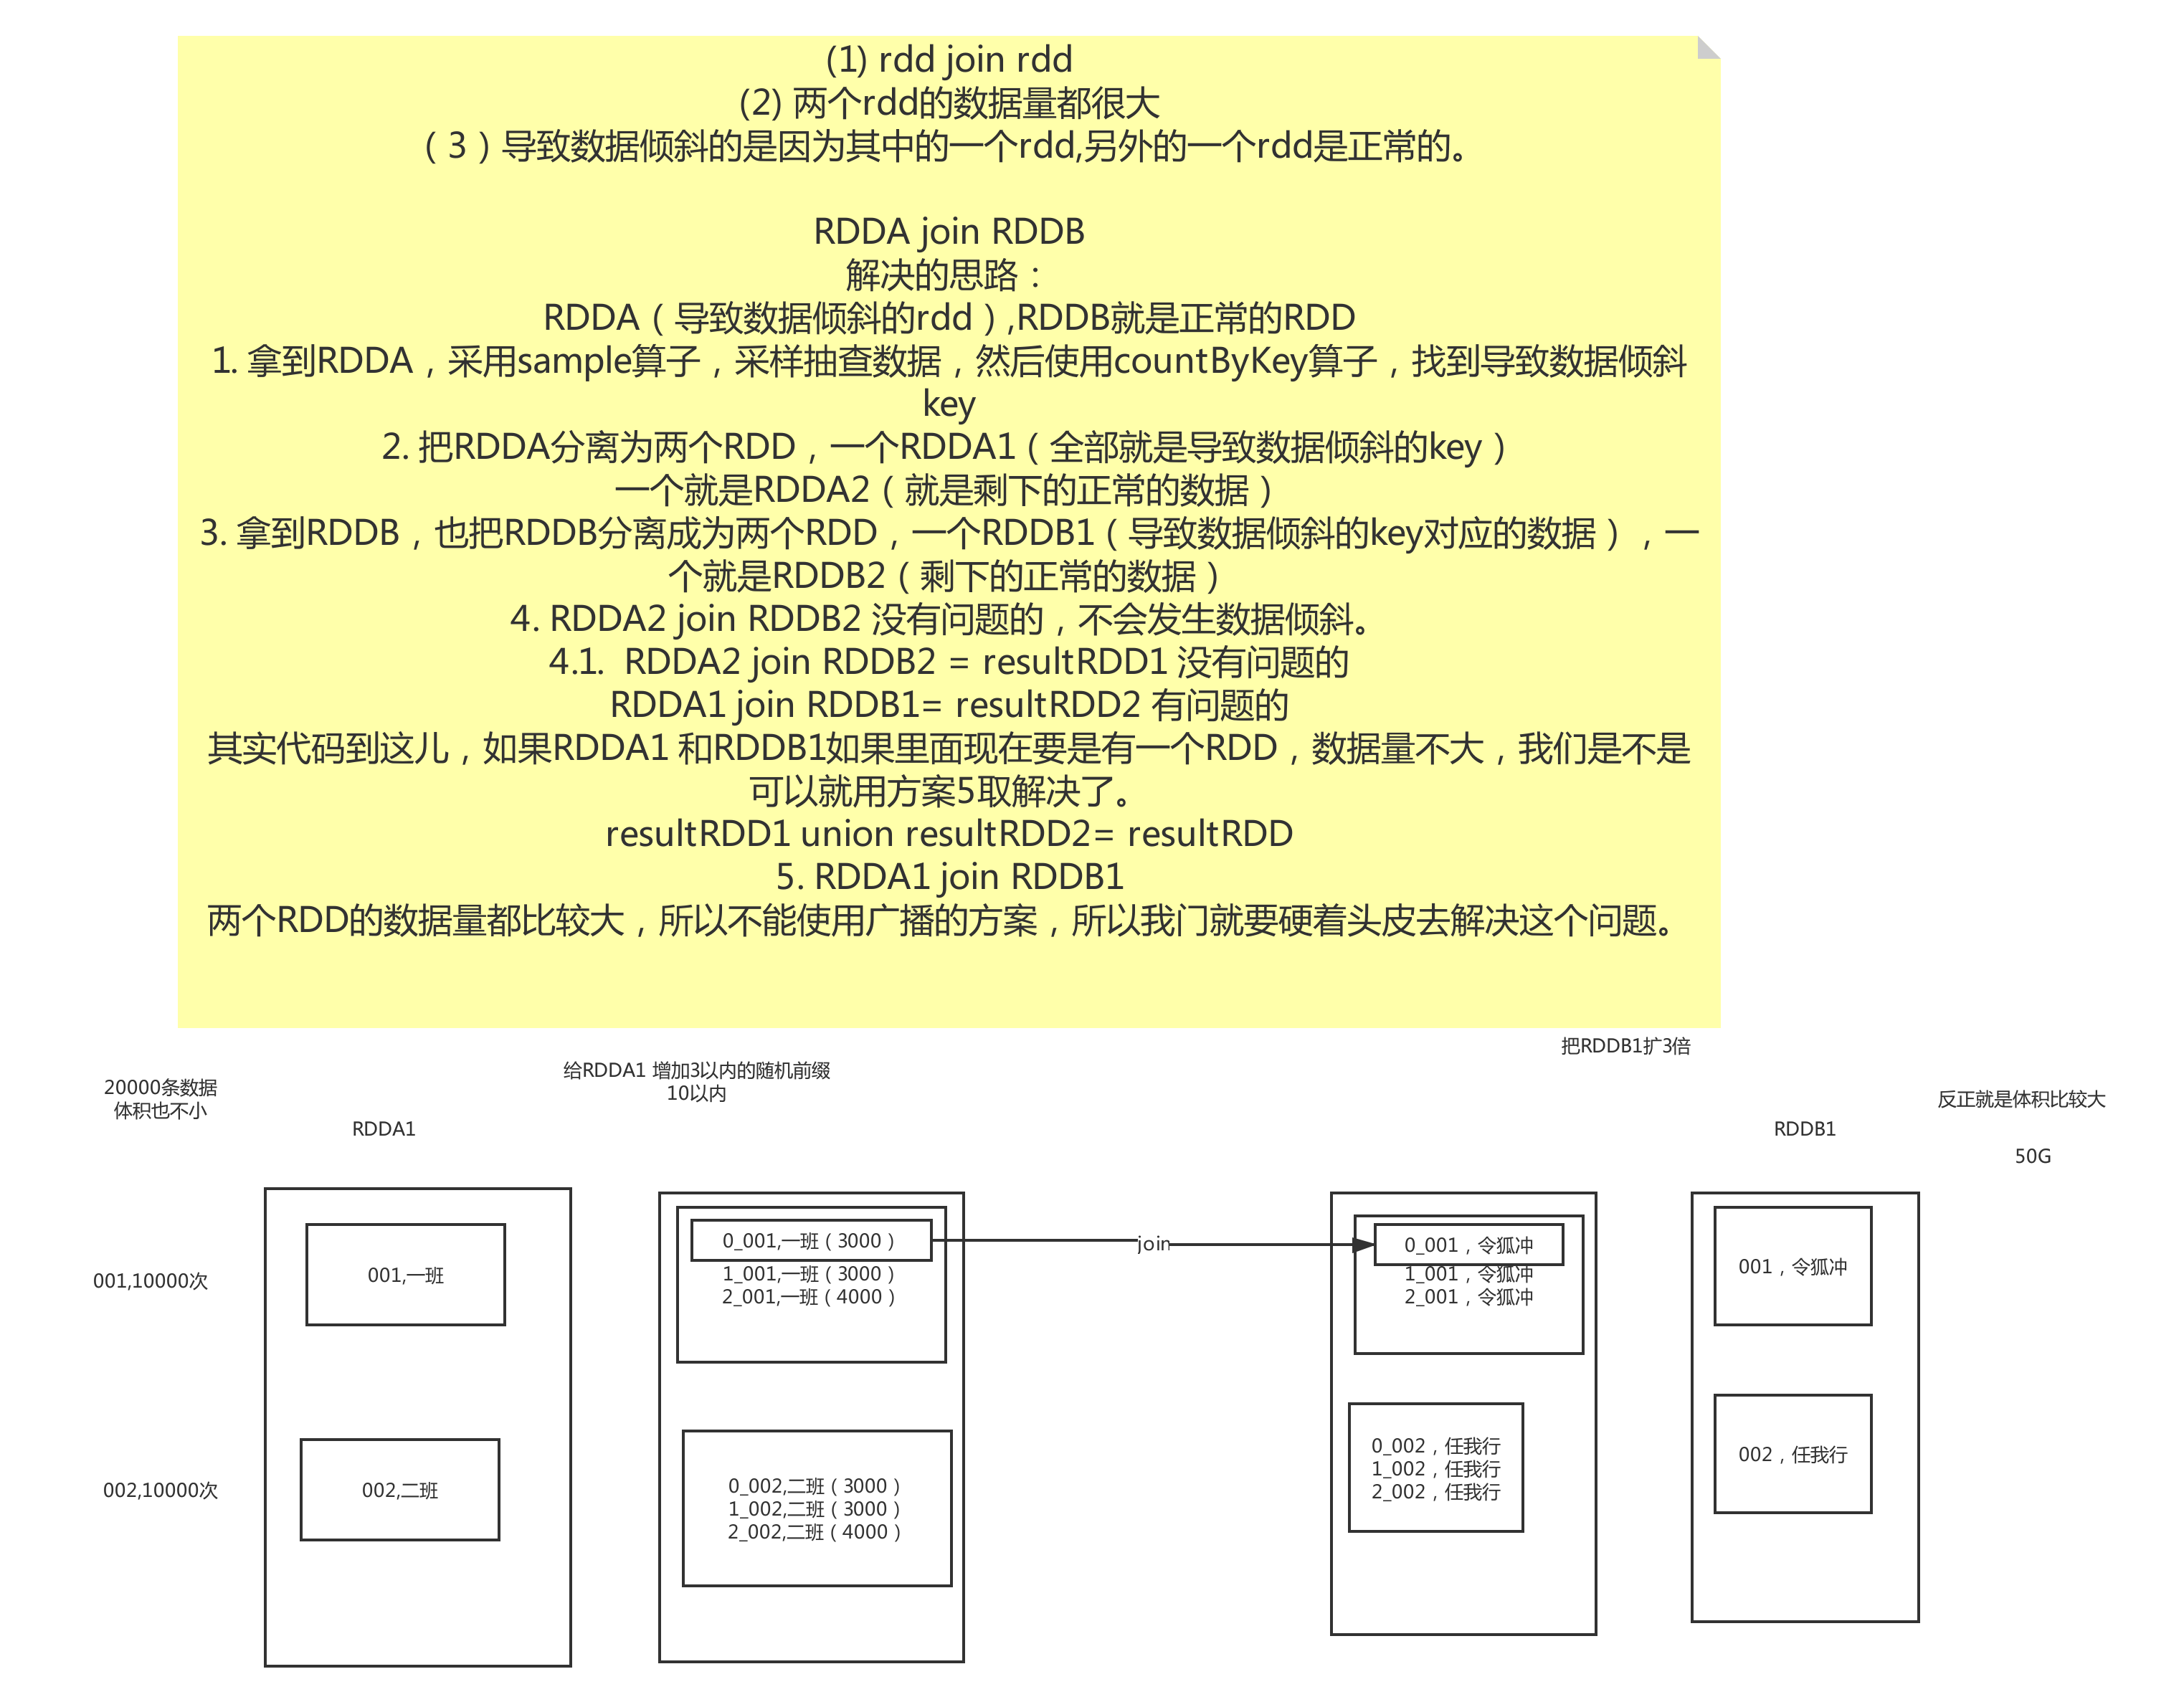 (1) rdd join rdd
(2) 两个rdd的数据量都很大
（3）导致数据倾斜的是因为其中的一个rdd,另外的一个rdd是正常的。
RDDA join RDDB
解决的思路：
RDDA（导致数据倾斜的rdd）,RDDB就是正常的RDD
1. 拿到RDDA，采用sample算子，采样抽查数据，然后使用countByKey算子，找到导致数据倾斜
key
2. 把RDDA分离为两个RDD，一个RDDA1（全部就是导致数据倾斜的key）
一个就是RDDA2（就是剩下的正常的数据）
3. 拿到RDDB，也把RDDB分离成为两个RDD，一个RDDB1（导致数据倾斜的key对应的数据），一
个就是RDDB2（剩下的正常的数据）
4. RDDA2 join RDDB2 没有问题的，不会发生数据倾斜。
4.1. RDDA2 join RDDB2 = resultRDD1 没有问题的
RDDA1 join RDDB1= resultRDD2 有问题的
其实代码到这儿，如果RDDA1 和RDDB1如果里面现在要是有一个RDD，数据量不大，我们是不是
可以就用方案5取解决了。
resultRDD1 union resultRDD2= resultRDD
5. RDDA1 join RDDB1
两个RDD的数据量都比较大，所以不能使用广播的方案，所以我门就要硬着头皮去解决这个问题。
把RDDB1扩3倍
给RDDA1 增加3以内的随机前缀
10以内
20000条数据
体积也不小
反正就是体积比较大
RDDA1
RDDB1
50G
0_001,一班（3000）
1_001,一班（3000）
2_001,一班（4000）
join
0_001，令狐冲
1_001，令狐冲
2_001，令狐冲
001，令狐冲
001,10000次
001,一班
002,10000次
002,二班
0_002,二班（3000）
1_002,二班（3000）
2_002,二班（4000）
0_002，任我行
1_002，任我行
2_002，任我行
002，任我行